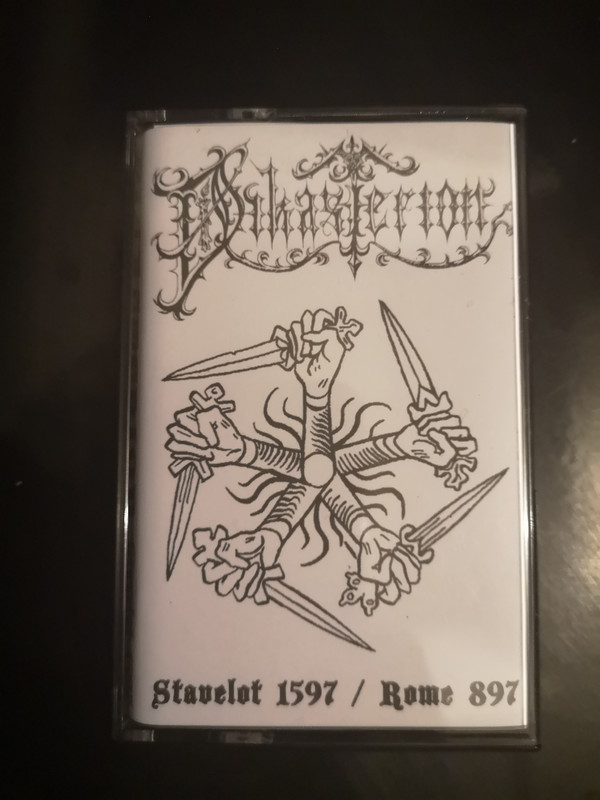 Dikasterion
Stavelot 1597 / Rome 897